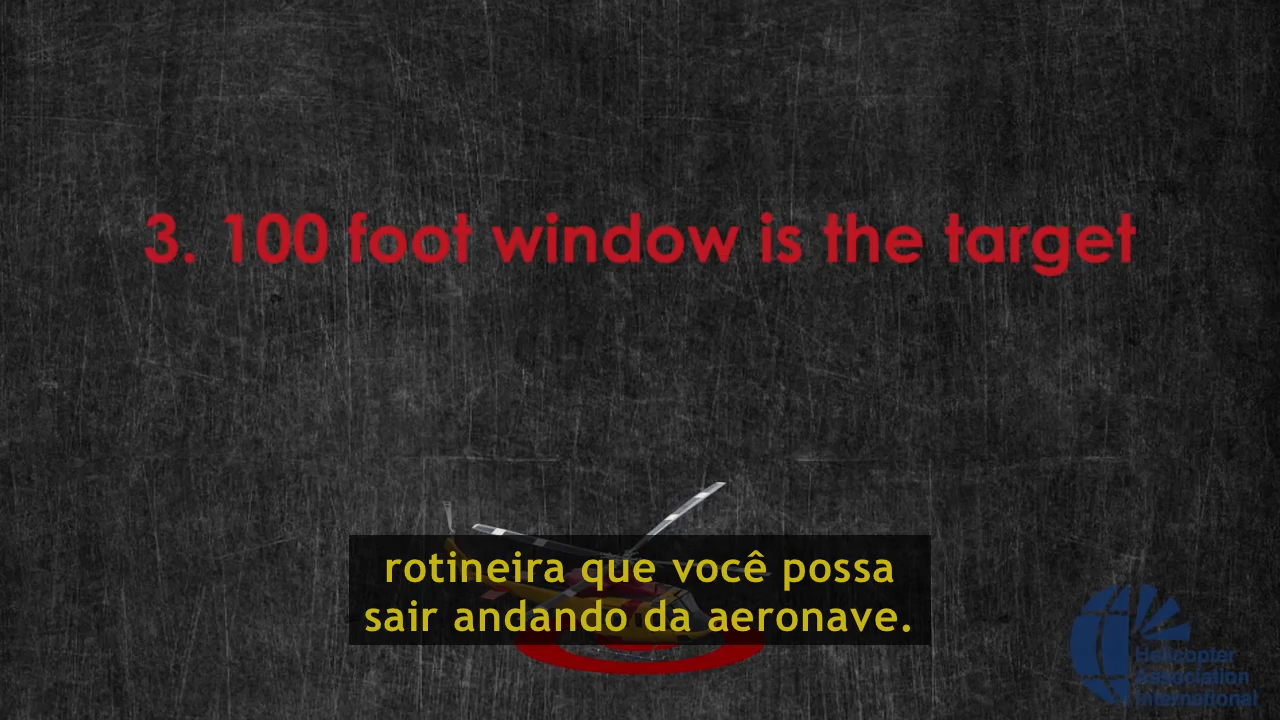 3. 100 foot window is the target
rotineira que você possa
sair andando da aeronave.
Helicopter
Association
International